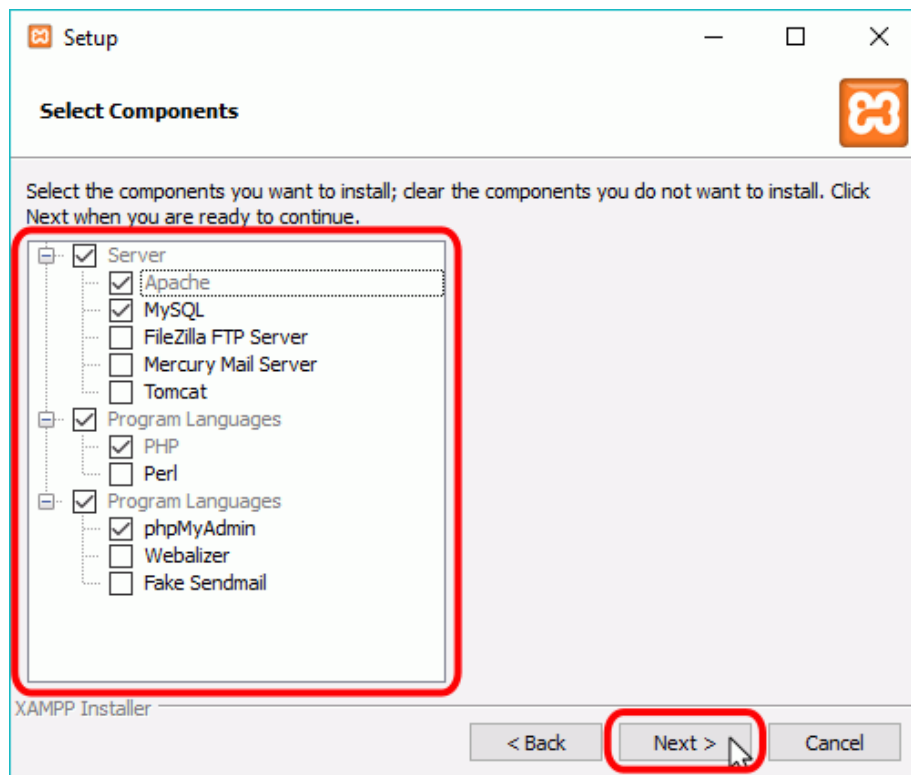 Setup
Select Components
Select the components you want to install; clear the components you do not want to install. Click
Next when you are ready to continue.
Server
Apache
MySQL
FileZilla FTP Server
Mercury Mail Server
Tomcat
Program Languages
PHP
Perl
Program Languages
phpMyAdmin
Webalizer
Fake Sendmail
XAMPP Installer
< Back Next > Cancel